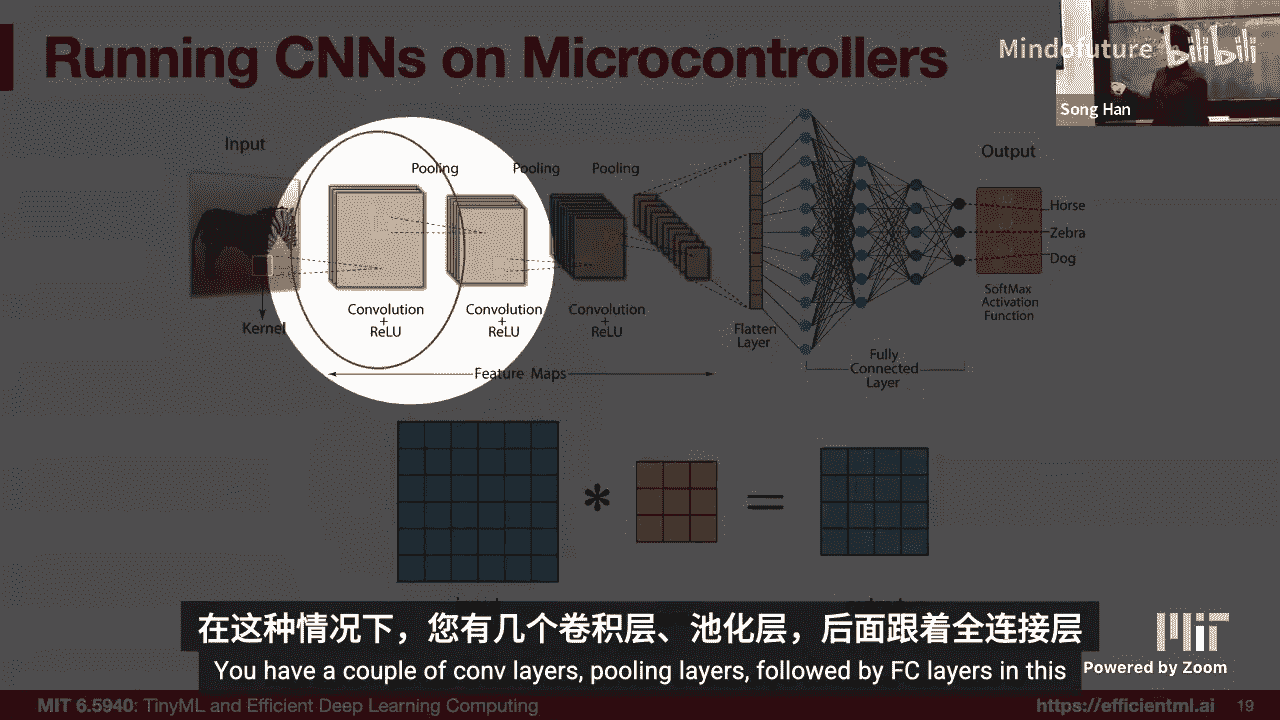 Running CNNs on Microcontrollers
Mindofuture bilibili
Song Han
Input
Pooling
Pooling
Pooling
Output
Horse
Zebra
Dog
Kernel
Convolution
+
ReLU
Convolution
+
ReLU
Convolution
+
ReLU
Flatten
Layer
SoftMax
Activation
Function
Fully
Connected
Layer
Feature Maps
*
=
在这种情况下，您有几个卷积层、池化层，后面跟着全连接层
You have a couple of conv layers, pooling layers, followed by FC layers in this
MIT
Powered by Zoom
MIT 6.5940: TinyML and Efficient Deep Learning Computing
https://efficientml.ai
19